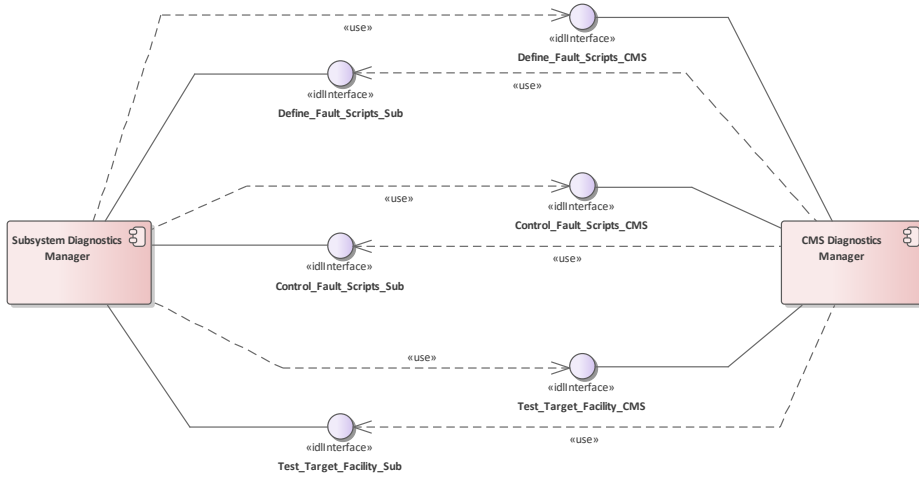 «use»
«idlInterface»
Define_Fault_Scripts_CMS
«use»
«idlInterface»
Define_Fault_Scripts_Sub
«use»
«idlInterface»
Control_Fault_Scripts_CMS
Subsystem Diagnostics
Manager
CMS Diagnostics
Manager
«use»
«idlInterface»
Control_Fault_Scripts_Sub
«use»
«idlInterface»
Test_Target_Facility_CMS
«use»
«idlInterface»
Test_Target_Facility_Sub